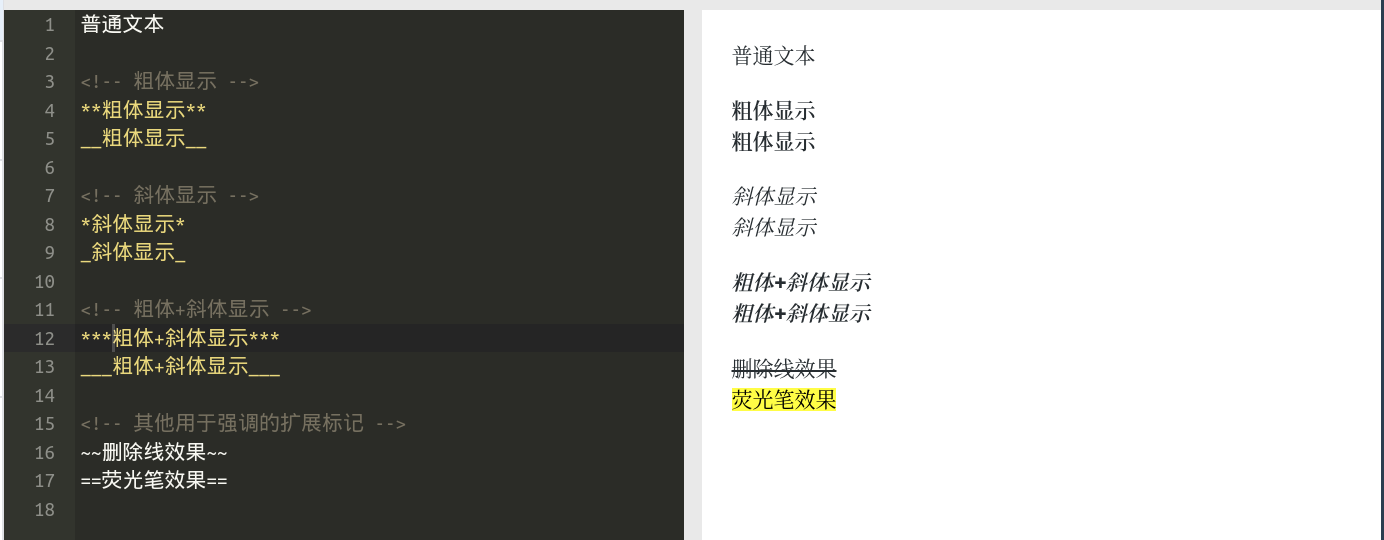 1 普通文本
2
3 <!-- 粗体显示 -->
4 **粗体显示**
5 __粗体显示__
6
7 <!-- 斜体显示 -->
8 *斜体显示*
9 _斜体显示_
10
11 <!-- 粗体+斜体显示 -->
12 ***粗体+斜体显示***
13 ___粗体+斜体显示___
14
15 <!-- 其他用于强调的扩展标记 -->
16 ~~删除线效果~~
17 ==荧光笔效果==
18
普通文本
粗体显示
粗体显示
斜体显示
斜体显示
粗体+斜体显示
粗体+斜体显示
删除线效果
荧光笔效果